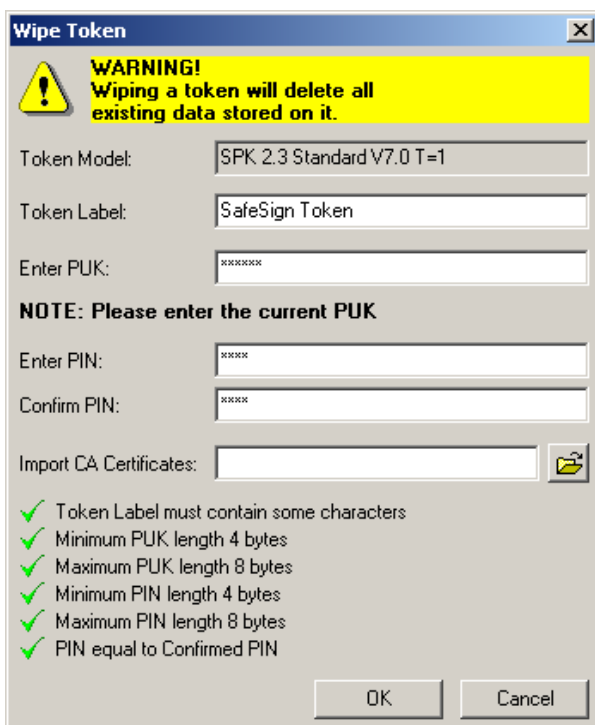 Wipe Token
WARNING!
Wiping a token will delete all
existing data stored on it.
Token Model: SPK 2.3 Standard V7.0 T=1
Token Label: SafeSign Token
Enter PUK: ******
NOTE: Please enter the current PUK
Enter PIN: ****
Confirm PIN: ****
Import CA Certificates:
Token Label must contain some characters
Minimum PUK length 4 bytes
Maximum PUK length 8 bytes
Minimum PIN length 4 bytes
Maximum PIN length 8 bytes
PIN equal to Confirmed PIN
OK Cancel